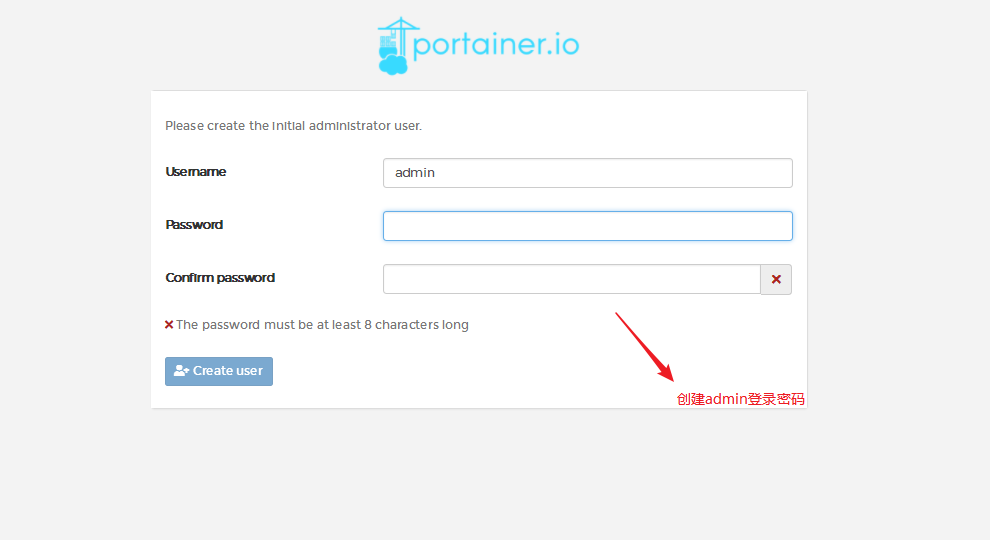 portainer.io
Please create the initial administrator user.
Username
admin
Password
Confirm password
The password must be at least 8 characters long
Create user
创建admin登录密码